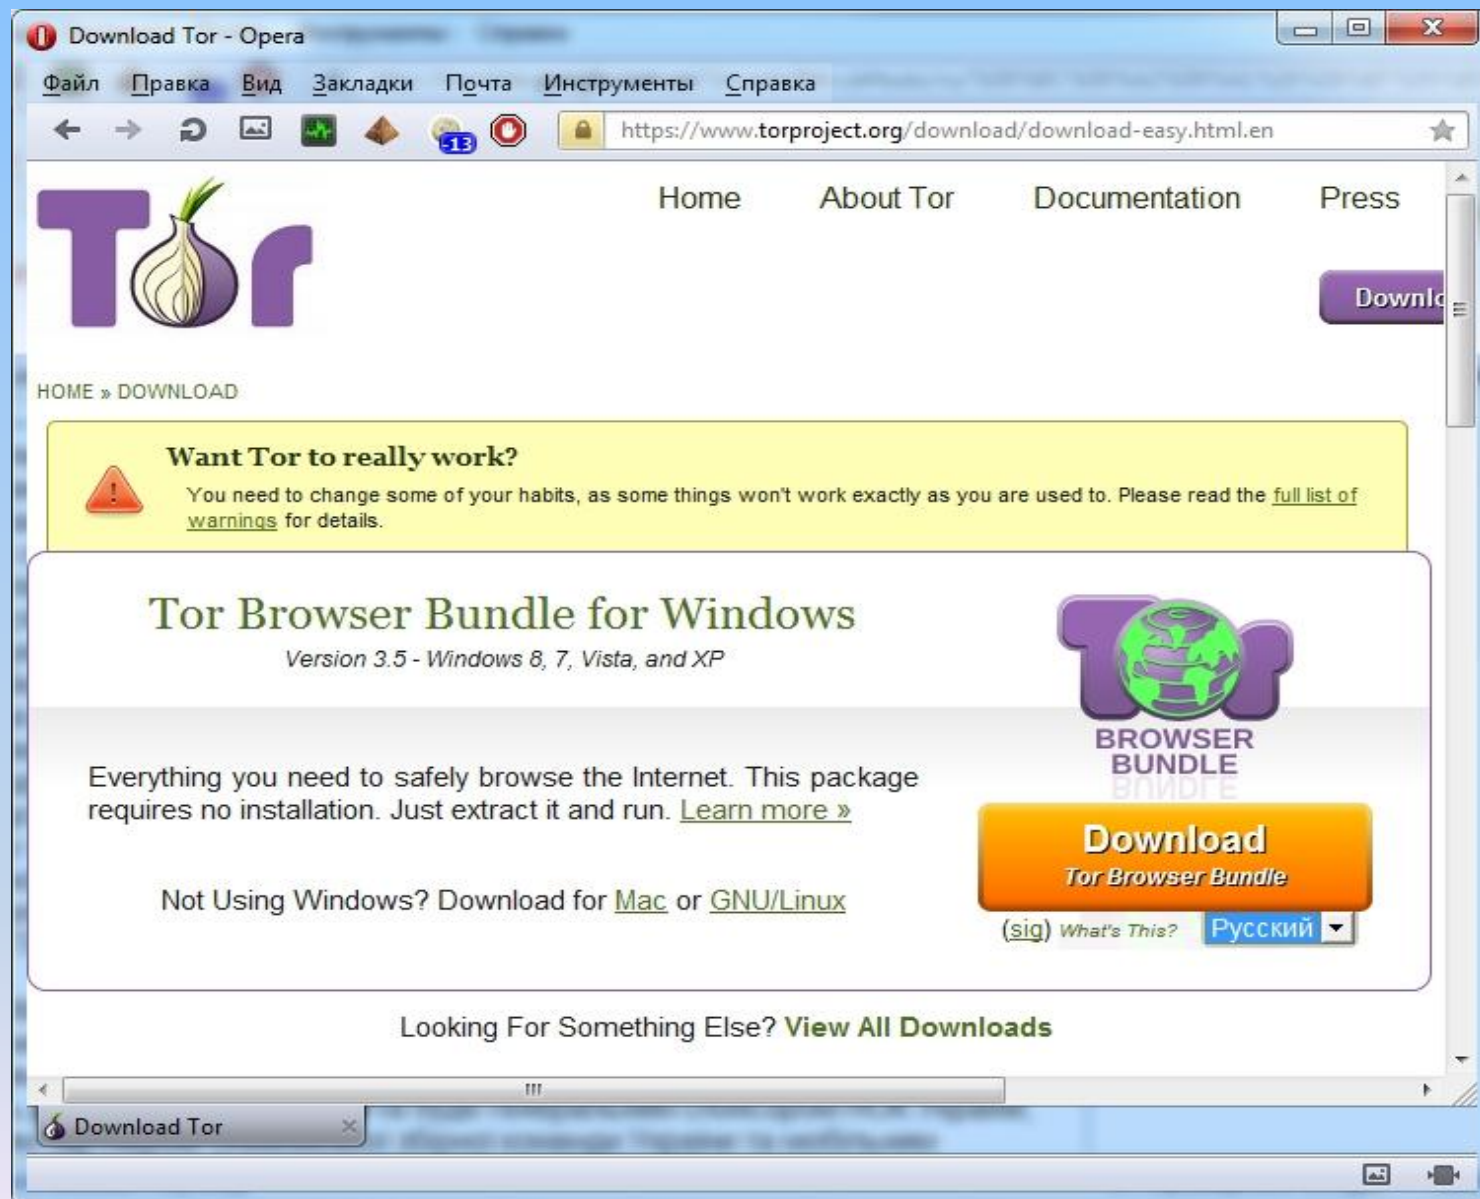 Download Tor - Opera
Файл Правка Вид Закладки Почта Инструменты Справка
-13 https://www.torproject.org/download/download-easy.html.en
Tor
Home About Tor Documentation Press
Downlo
HOME » DOWNLOAD
Want Tor to really work?
! You need to change some of your habits, as some things won't work exactly as you are used to. Please read the full list of
warnings for details.
Tor Browser Bundle for Windows
Version 3.5 - Windows 8, 7, Vista, and XP
Tor
BROWSER
BUNDLE
Everything you need to safely browse the Internet. This package
requires no installation. Just extract it and run. Learn more »
Download
Tor Browser Bundle
Not Using Windows? Download for Mac or GNU/Linux
(sig) What's This? Русский
Looking For Something Else? View All Downloads
Download Tor